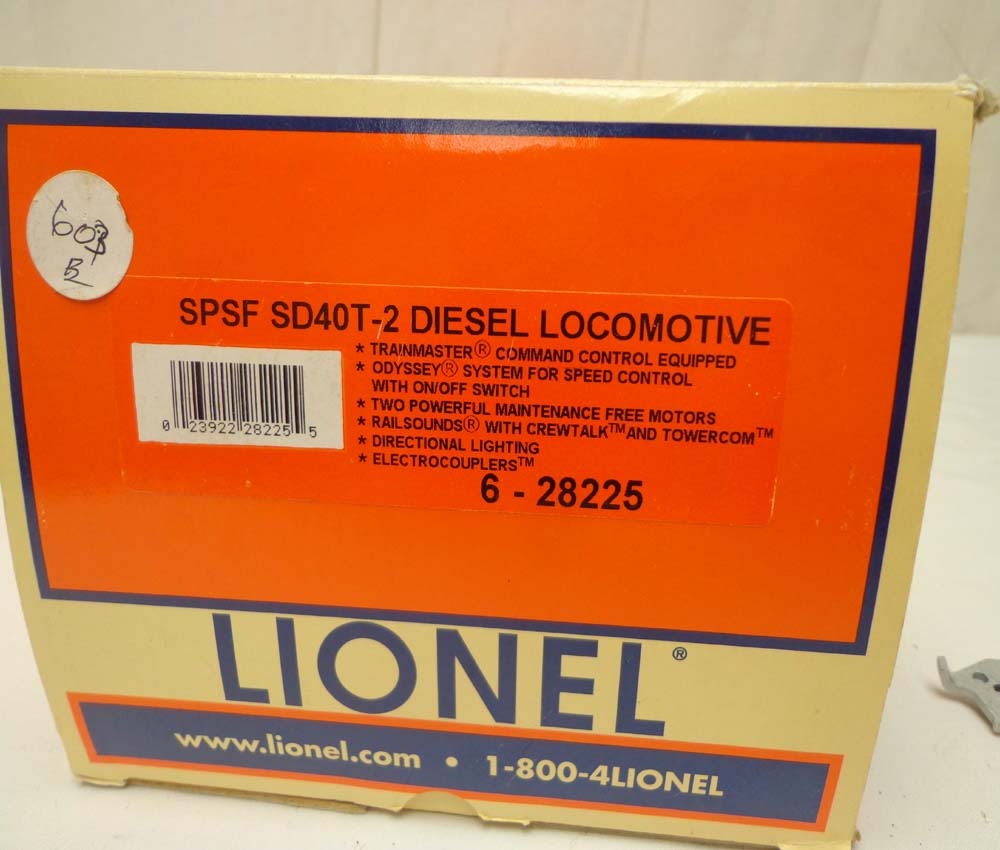 SPSF SD40T-2 DIESEL LOCOMOTIVE
* TRAINMASTER® COMMAND CONTROL EQUIPPED
* ODYSSEY® SYSTEM FOR SPEED CONTROL
WITH ON/OFF SWITCH
* TWO POWERFUL MAINTENANCE FREE MOTORS
* RAILSOUNDS® WITH CREWTALK™ AND TOWERCOM™
* DIRECTIONAL LIGHTING
* ELECTROCOUPLERS™
0 23922 28225 5
6 - 28225
LIONEL®
www.lionel.com • 1-800-4LIONEL